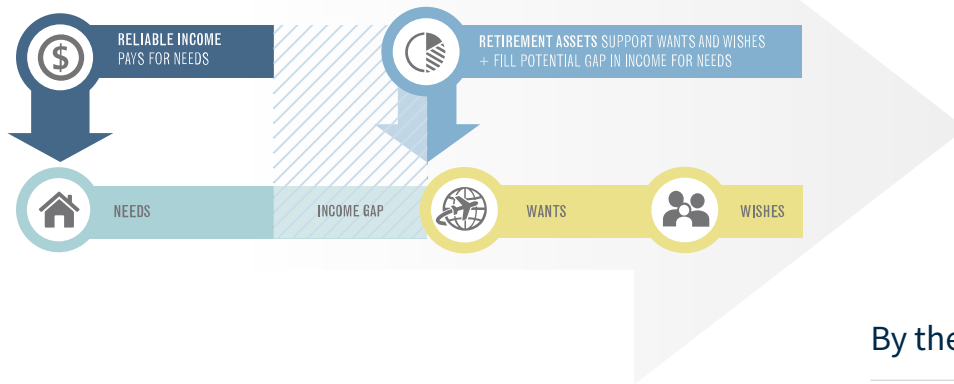 RELIABLE INCOME
PAYS FOR NEEDS
RETIREMENT ASSETS SUPPORT WANTS AND WISHES
+ FILL POTENTIAL GAP IN INCOME FOR NEEDS
$
NEEDS
INCOME GAP
WANTS
WISHES
By the